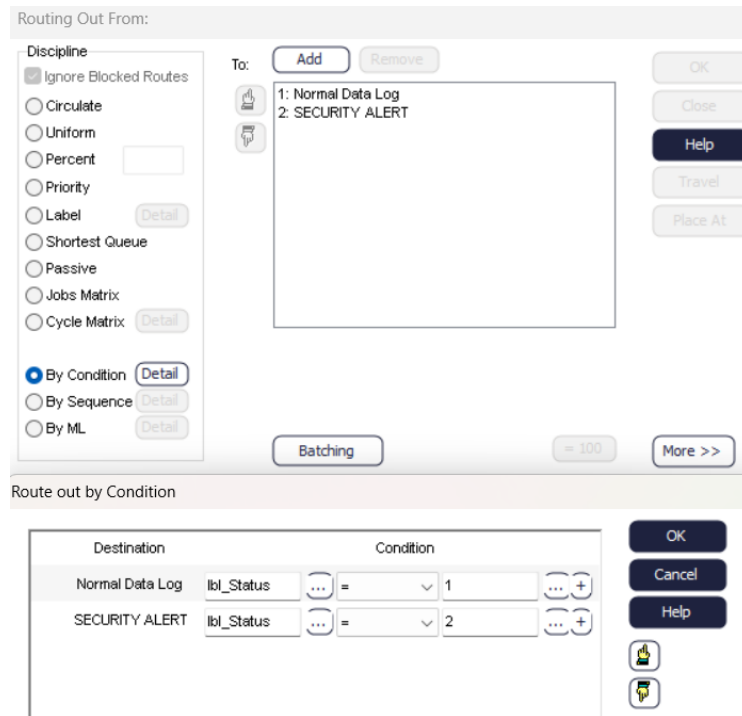 Routing Out From:
Discipline
Ignore Blocked Routes
Circulate
Uniform
Percent
Priority
Label Detail
Shortest Queue
Passive
Jobs Matrix
Cycle Matrix Detail
By Condition Detail
By Sequence Detail
By ML Detail
To: Add Remove
1: Normal Data Log
2: SECURITY ALERT
OK
Close
Help
Travel
Place At
Batching = 100 More >>
Route out by Condition
Destination Condition
Normal Data Log lbl_Status ... = 1 ... +
SECURITY ALERT lbl_Status ... = 2 ... +
OK
Cancel
Help